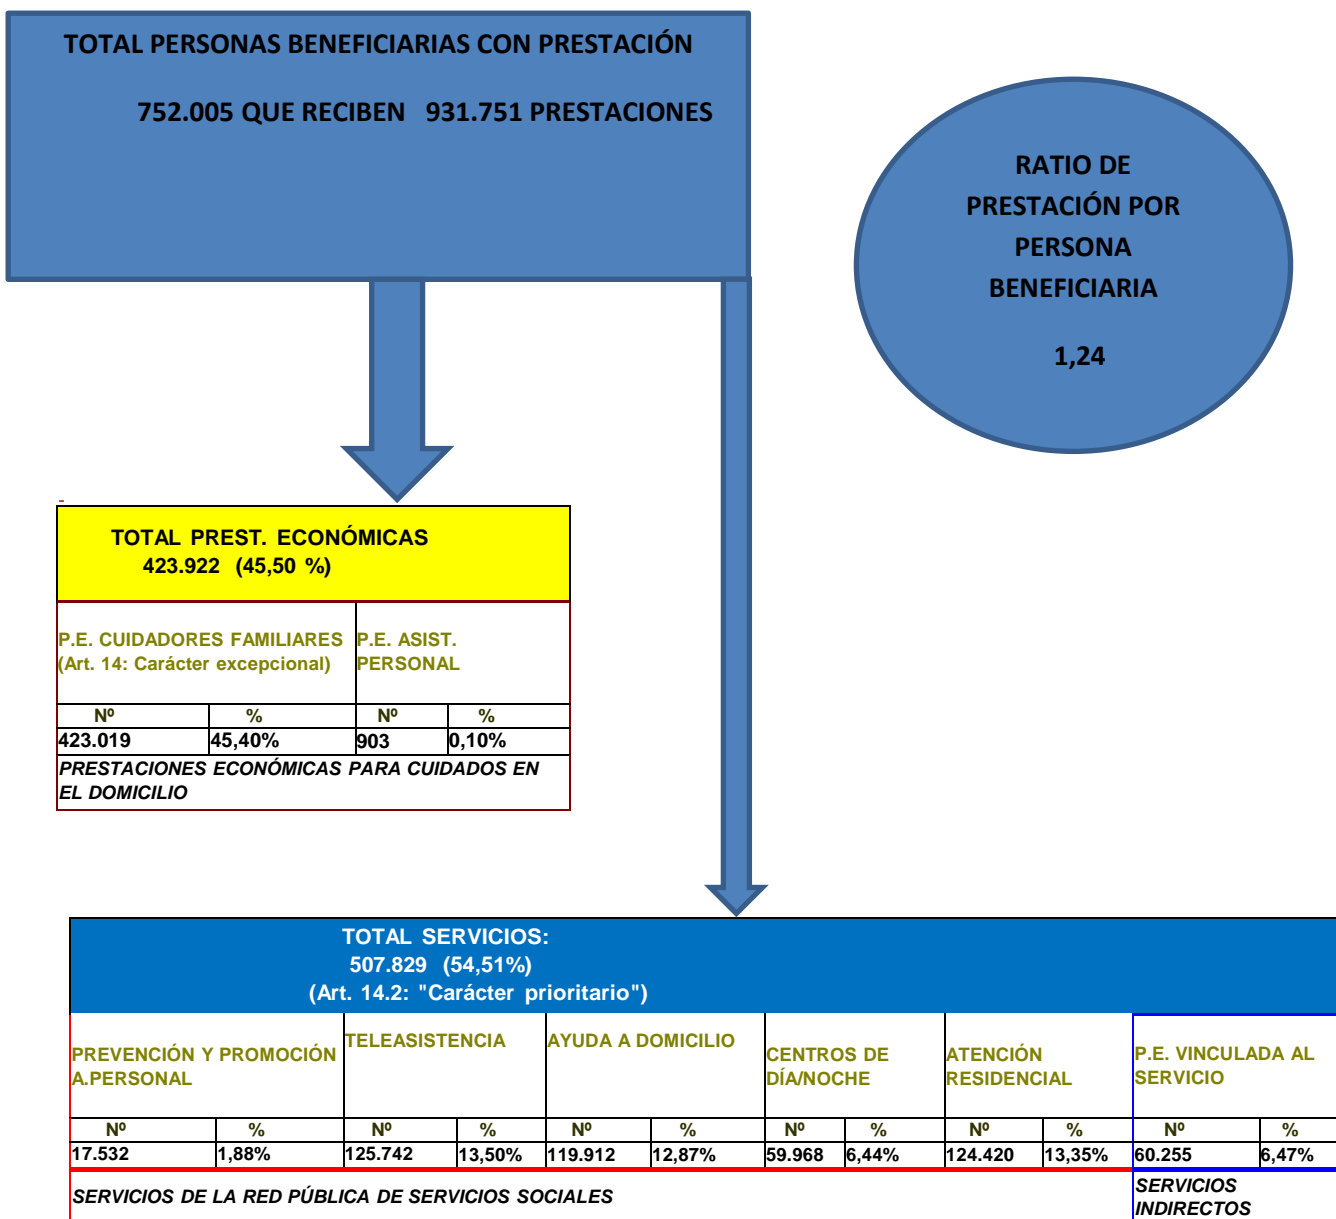 TOTAL PERSONAS BENEFICIARIAS CON PRESTACIÓN
752.005 QUE RECIBEN 931.751 PRESTACIONES
RATIO DE
PRESTACIÓN POR
PERSONA
BENEFICIARIA
1,24
TOTAL PREST. ECONÓMICAS
423.922 (45,50 %)
P.E. CUIDADORES FAMILIARES
(Art. 14: Carácter excepcional)
P.E. ASIST.
PERSONAL
Nº % Nº %
423.019 45,40% 903 0,10%
PRESTACIONES ECONÓMICAS PARA CUIDADOS EN
EL DOMICILIO
TOTAL SERVICIOS:
507.829 (54,51%)
(Art. 14.2: "Carácter prioritario")
PREVENCIÓN Y PROMOCIÓN
A.PERSONAL
TELEASISTENCIA
AYUDA A DOMICILIO
CENTROS DE
DÍA/NOCHE
ATENCIÓN
RESIDENCIAL
P.E. VINCULADA AL
SERVICIO
Nº % Nº % Nº % Nº % Nº % Nº %
17.532 1,88% 125.742 13,50% 119.912 12,87% 59.968 6,44% 124.420 13,35% 60.255 6,47%
SERVICIOS DE LA RED PÚBLICA DE SERVICIOS SOCIALES
SERVICIOS
INDIRECTOS